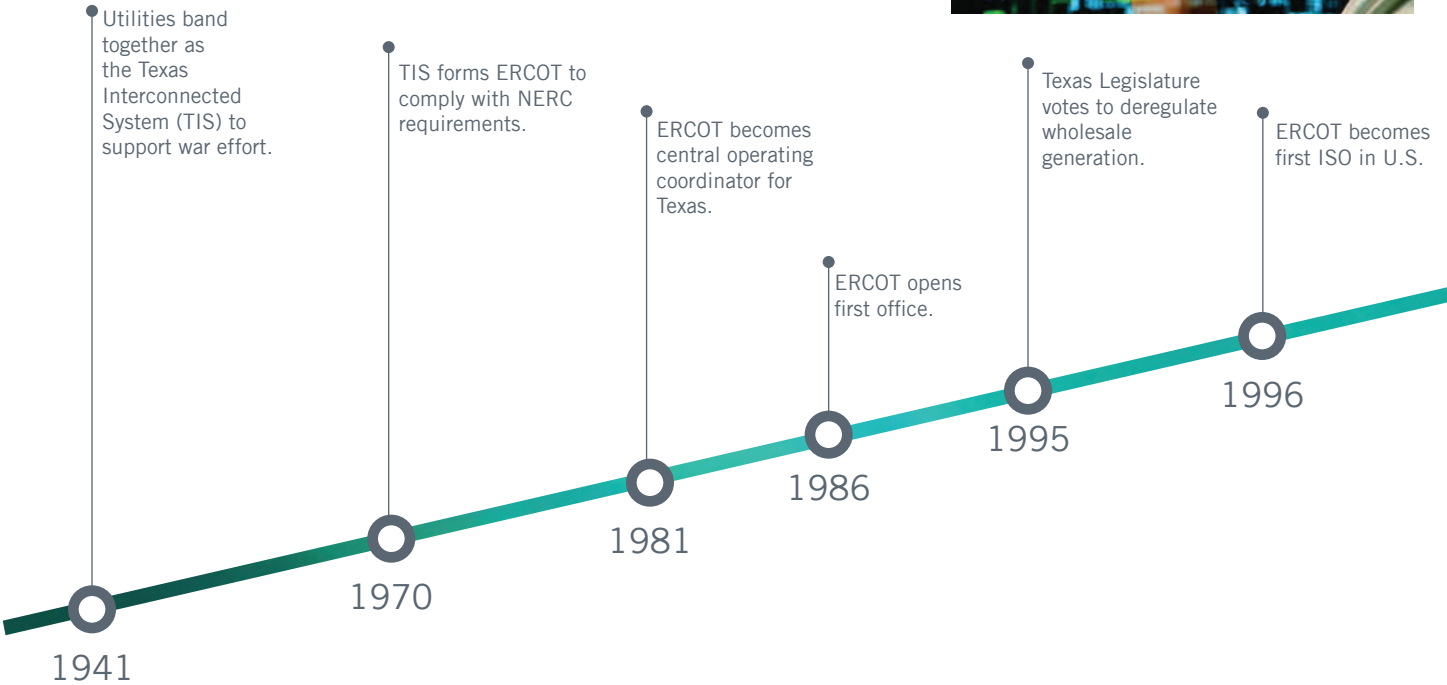 Utilities band
together as
the Texas
Interconnected
System (TIS) to
support war effort.
1941
TIS forms ERCOT to
comply with NERC
requirements.
1970
ERCOT becomes
central operating
coordinator for
Texas.
1981
ERCOT opens
first office.
1986
Texas Legislature
votes to deregulate
wholesale
generation.
1995
ERCOT becomes
first ISO in U.S.
1996